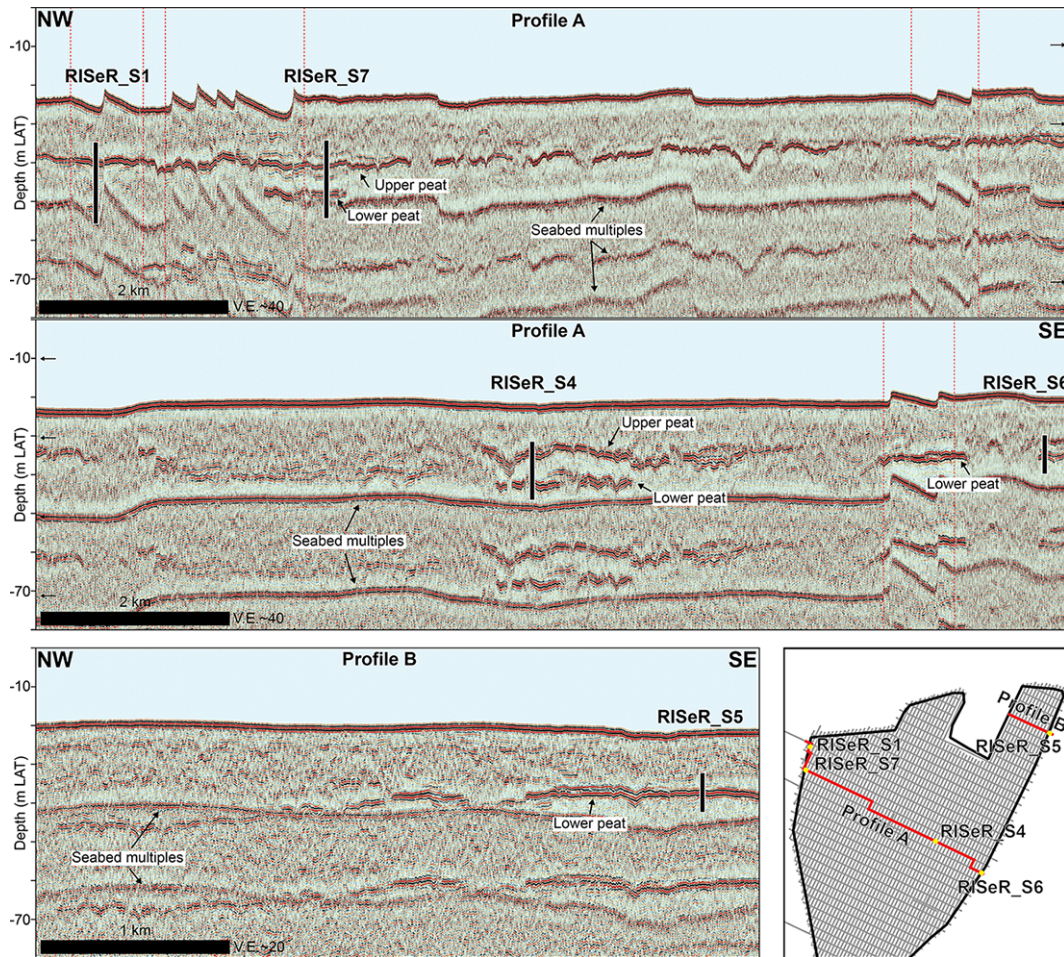 NW
Profile A
-10
RISeR_S1
RISeR_S7
Depth (m LAT)
Upper peat
Lower peat
Seabed multiples
-70
2 km
V.E.~40
Profile A
SE
-10
RISeR_S4
RISeR_S6
Depth (m LAT)
Upper peat
Lower peat
Lower peat
Seabed multiples
-70
2 km
V.E.~40
NW
Profile B
SE
-10
RISeR_S5
Depth (m LAT)
Lower peat
Seabed multiples
-70
1 km
V.E.~20
Profile B
RISeR_S1
RISeR_S5
RISeR_S7
Profile A
RISeR_S4
RISeR_S6